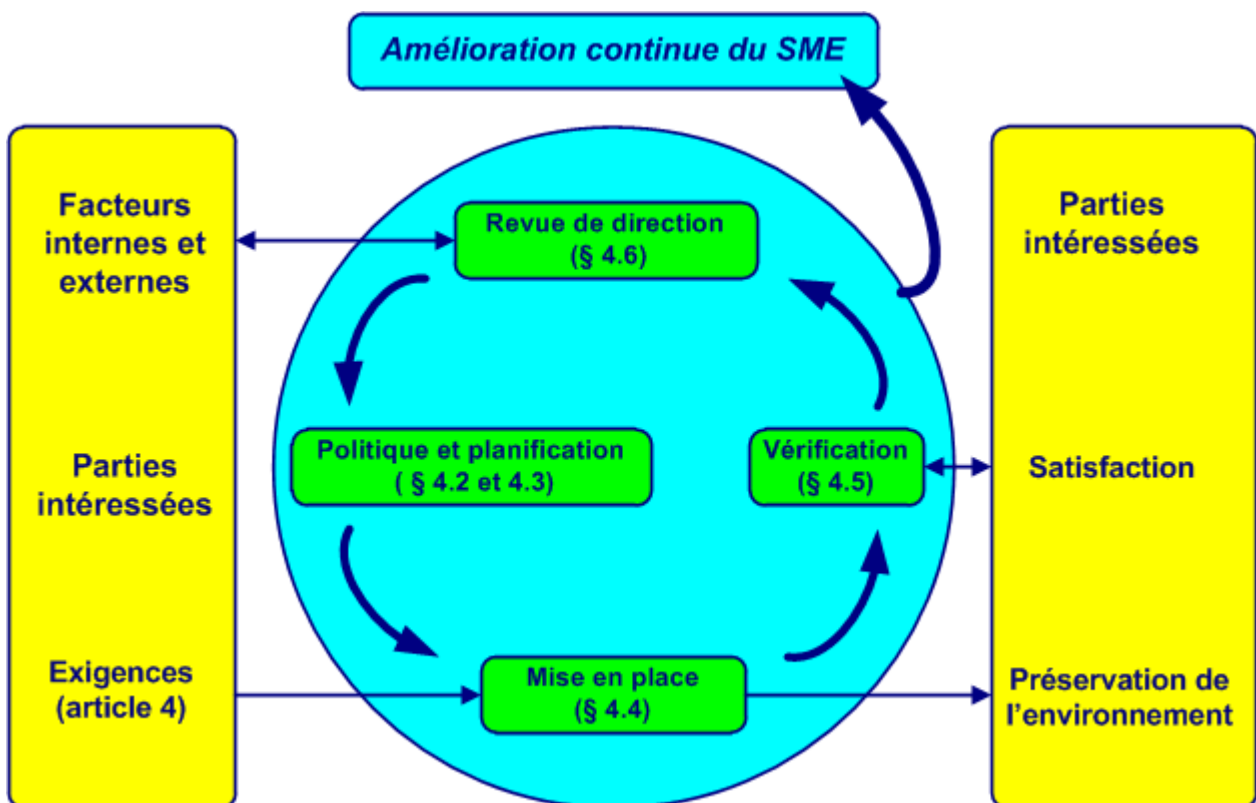 Amélioration continue du SME
Facteurs
internes et
externes
Parties
intéressées
Exigences
(article 4)
Revue de direction
(§ 4.6)
Politique et planification
( § 4.2 et 4.3)
Vérification
(§ 4.5)
Mise en place
(§ 4.4)
Parties
intéressées
Satisfaction
Préservation de
l’environnement